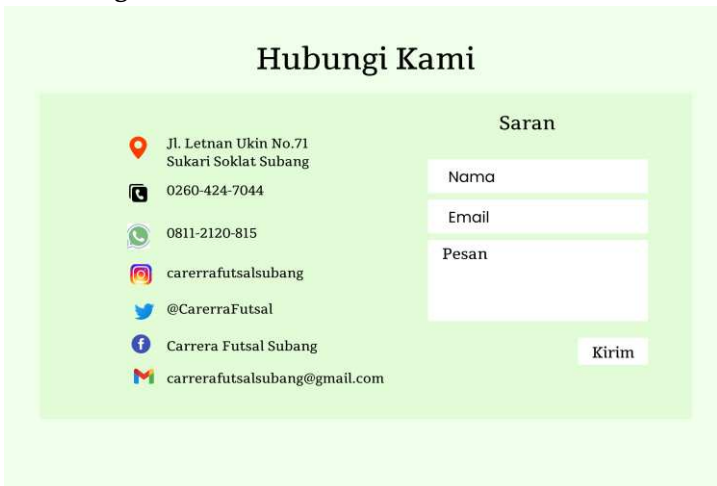 Hubungi Kami
Jl. Letnan Ukin No.71
Sukari Soklat Subang
0260-424-7044
0811-2120-815
carerrafutsalsubang
@CarerraFutsal
Carrera Futsal Subang
carrerafutsalsubang@gmail.com
Saran
Nama
Email
Pesan
Kirim